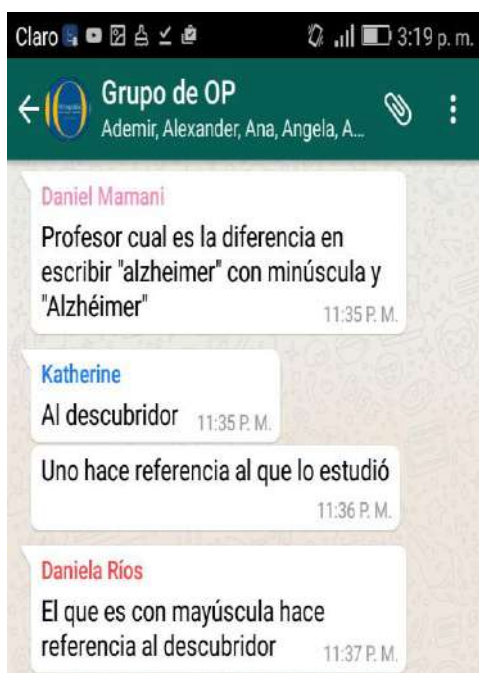 Claro 3:19 p. m.
Grupo de OP
Ademir, Alexander, Ana, Angela, A...
Daniel Mamani
Profesor cual es la diferencia en
escribir "alzheimer" con minúscula y
"Alzhéimer" 11:35 P. M.
Katherine
Al descubridor 11:35 P. M.
Uno hace referencia al que lo estudió
11:36 P. M.
Daniela Ríos
El que es con mayúscula hace
referencia al descubridor 11:37 P. M.